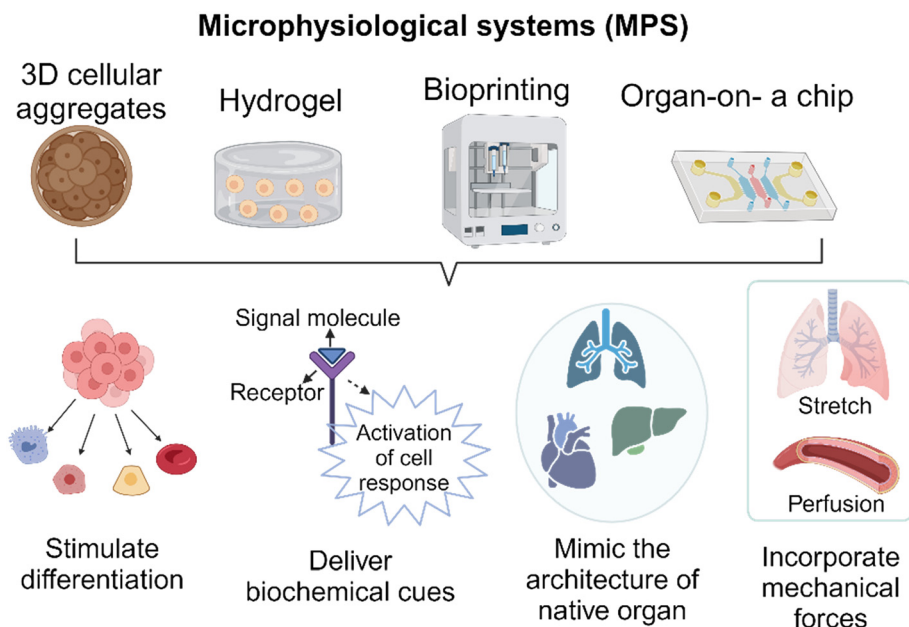 Microphysiological systems (MPS)
3D cellular
aggregates
Hydrogel
Bioprinting
Organ-on- a chip
Signal molecule
Receptor
Activation
of cell
response
Stretch
Perfusion
Stimulate
differentiation
Deliver
biochemical cues
Mimic the
architecture of
native organ
Incorporate
mechanical
forces